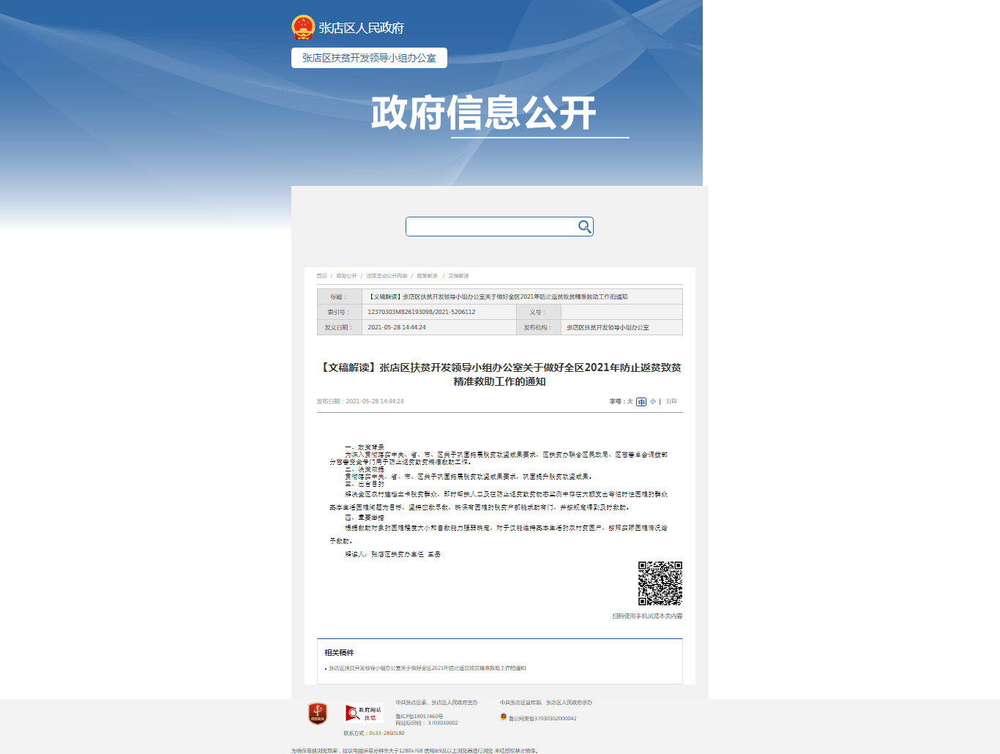 张店区人民政府
张店区扶贫开发领导小组办公室
政府信息公开
首页 / 政务公开 / 法定主动公开内容 / 政策解读 / 文稿解读
标题： 【文稿解读】张店区扶贫开发领导小组办公室关于做好全区2021年防止返贫致贫精准救助工作的通知
索引号： 12370303MB2619309B/2021-5206112 文号：
发文日期： 2021-05-28 14:44:24 发布机构： 张店区扶贫开发领导小组办公室
【文稿解读】张店区扶贫开发领导小组办公室关于做好全区2021年防止返贫致贫
精准救助工作的通知
发布日期：2021-05-28 14:44:24 字号：大 中 小 | 打印
一、政策背景
为深入贯彻落实中央、省、市、区关于巩固拓展脱贫攻坚成果要求，区扶贫办联合区民政局、区慈善总会调拨部
分慈善资金专门用于防止返贫致贫精准救助工作。
二、决策依据
贯彻落实中央、省、市、区关于巩固拓展脱贫攻坚成果要求，巩固提升脱贫攻坚成果。
三、出台目的
解决全区农村建档立卡脱贫群众、即时帮扶人口及在防止返贫致贫动态监测中存在大额支出等临时性困难的群众
基本生活困难问题为目标，坚持应救尽救，确保有困难的脱贫户都能求助有门，并按规定得到及时救助。
四、重要举措
根据救助对象的困难程度大小和自救能力强弱确定，对于仅能维持基本生活的农村贫困户，按照实际困难情况给
予救助。
解读人：张店区扶贫办主任 王岳
扫码使用手机浏览本页内容
相关稿件
张店区扶贫开发领导小组办公室关于做好全区2021年防止返贫致贫精准救助工作的通知
政府网站
找错
中共张店区委、张店区人民政府主办 中共张店区宣传部、张店区人民政府承办
鲁ICP备19017460号 鲁公网安备37030302000042
网站标识码： 3703030002
联系方式：0533-2860180
为确保最佳浏览效果，建议电脑屏幕分辨率大于1280x768 使用IE9及以上浏览器进行浏览 未经授权禁止镜像。